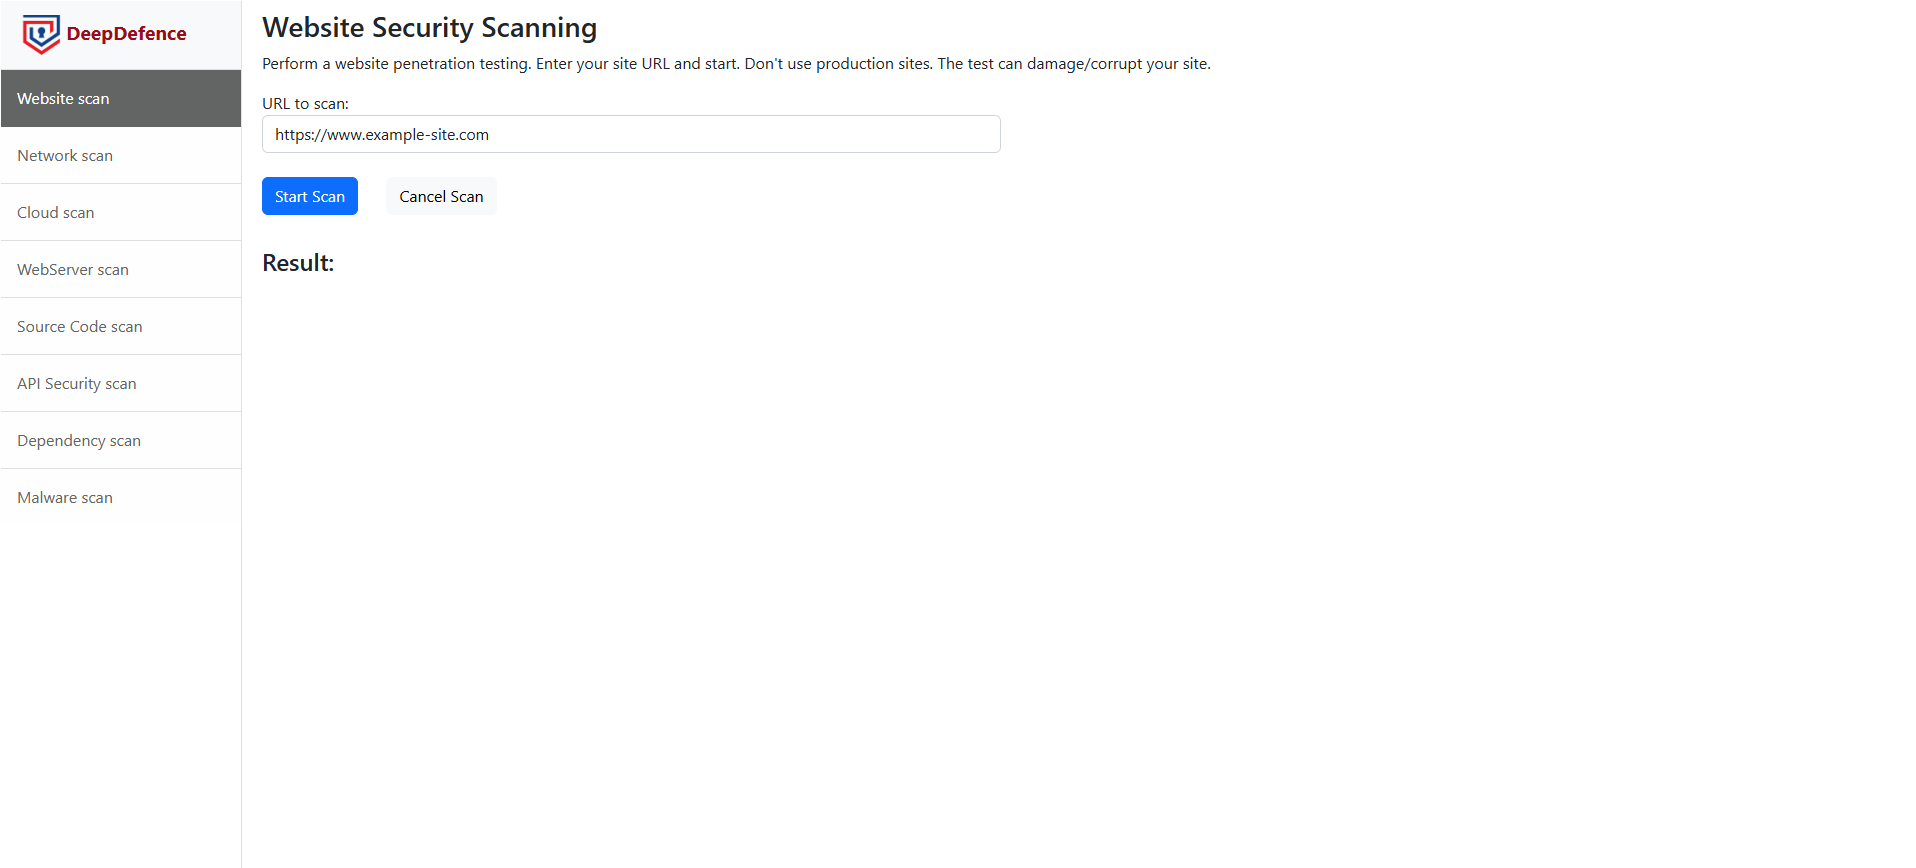 DeepDefence
Website scan
Network scan
Cloud scan
WebServer scan
Source Code scan
API Security scan
Dependency scan
Malware scan
Website Security Scanning
Perform a website penetration testing. Enter your site URL and start. Don't use production sites. The test can damage/corrupt your site.
URL to scan:
https://www.example-site.com
Start Scan
Cancel Scan
Result: